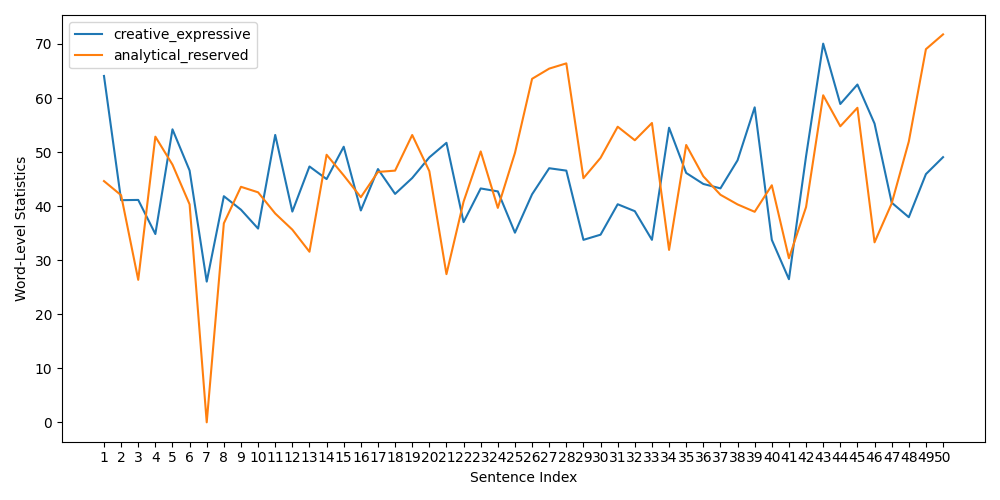 creative_expressive
analytical_reserved
Word-Level Statistics
70
60
50
40
30
20
10
0
1 2 3 4 5 6 7 8 9 10 11 12 13 14 15 16 17 18 19 20 21 22 23 24 25 26 27 28 29 30 31 32 33 34 35 36 37 38 39 40 41 42 43 44 45 46 47 48 49 50
Sentence Index